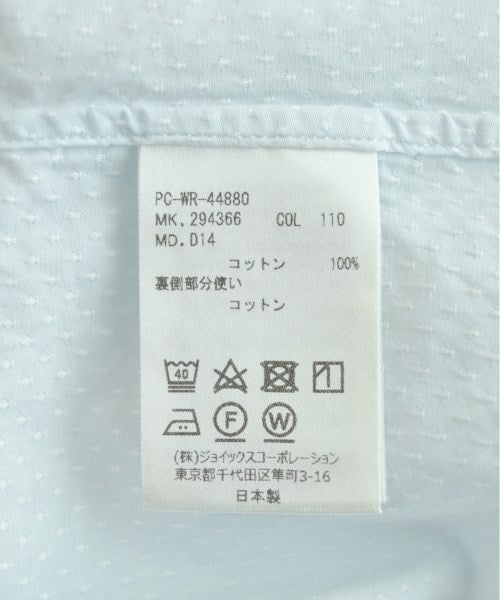 PC-WR-44880
MK. 294366 COL 110
MD. D14
コットン 100%
裏側部分使い
コットン
40
F W
(株)ジョイックスコーポレーション
東京都千代田区隼町3-16
日本製